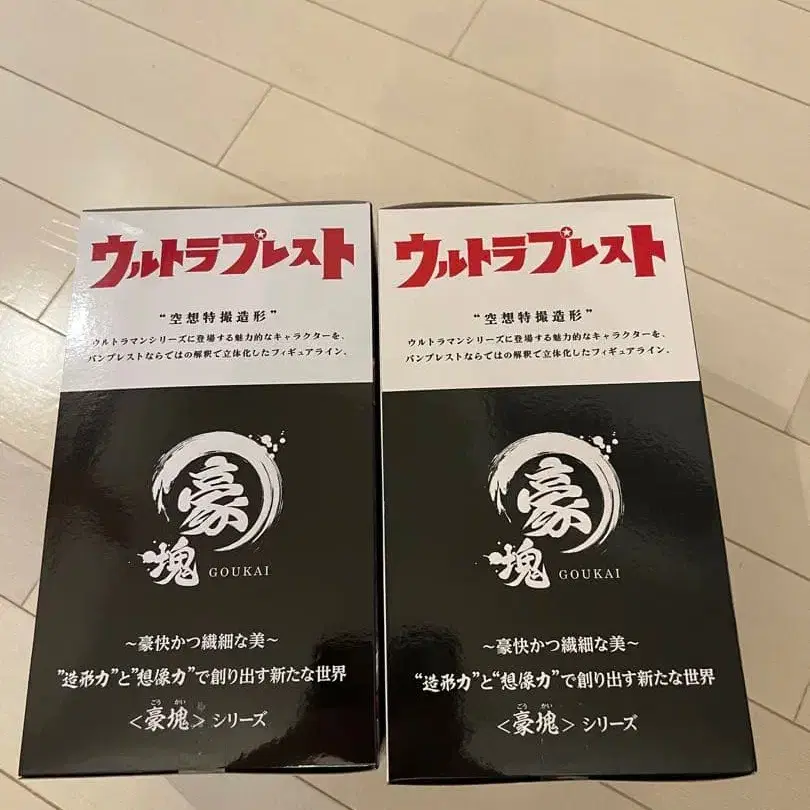 ウルトラプレスト
“空想特撮造形”
ウルトラマンシリーズに登場する魅力的なキャラクターを、
バンプレストならではの解釈で立体化したフィギュアライン。
豪
塊 GOUKAI
～豪快かつ繊細な美～
”造形力”と”想像力”で創り出す新たな世界
ごう かい
＜豪塊＞シリーズ
ウルトラプレスト
“空想特撮造形”
ウルトラマンシリーズに登場する魅力的なキャラクターを、
バンプレストならではの解釈で立体化したフィギュアライン。
豪
塊 GOUKAI
～豪快かつ繊細な美～
“造形力”と“想像力”で創り出す新たな世界
ごう かい
＜豪塊＞シリーズ